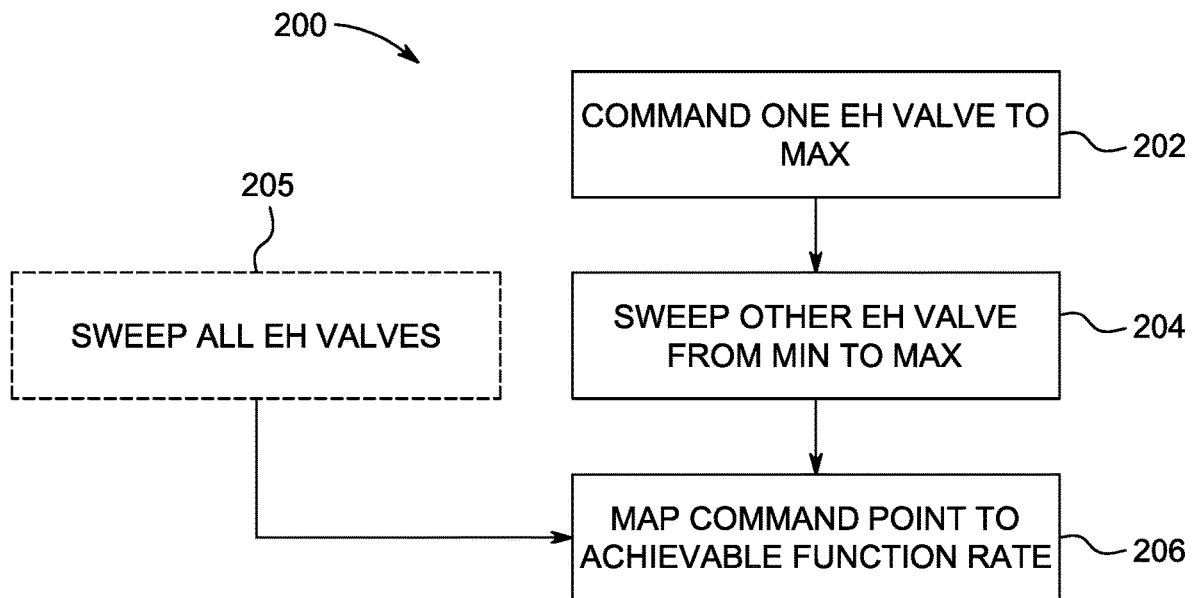 200
COMMAND ONE EH VALVE TO
MAX
202
205
SWEEP ALL EH VALVES
SWEEP OTHER EH VALVE
FROM MIN TO MAX
204
MAP COMMAND POINT TO
ACHIEVABLE FUNCTION RATE
206